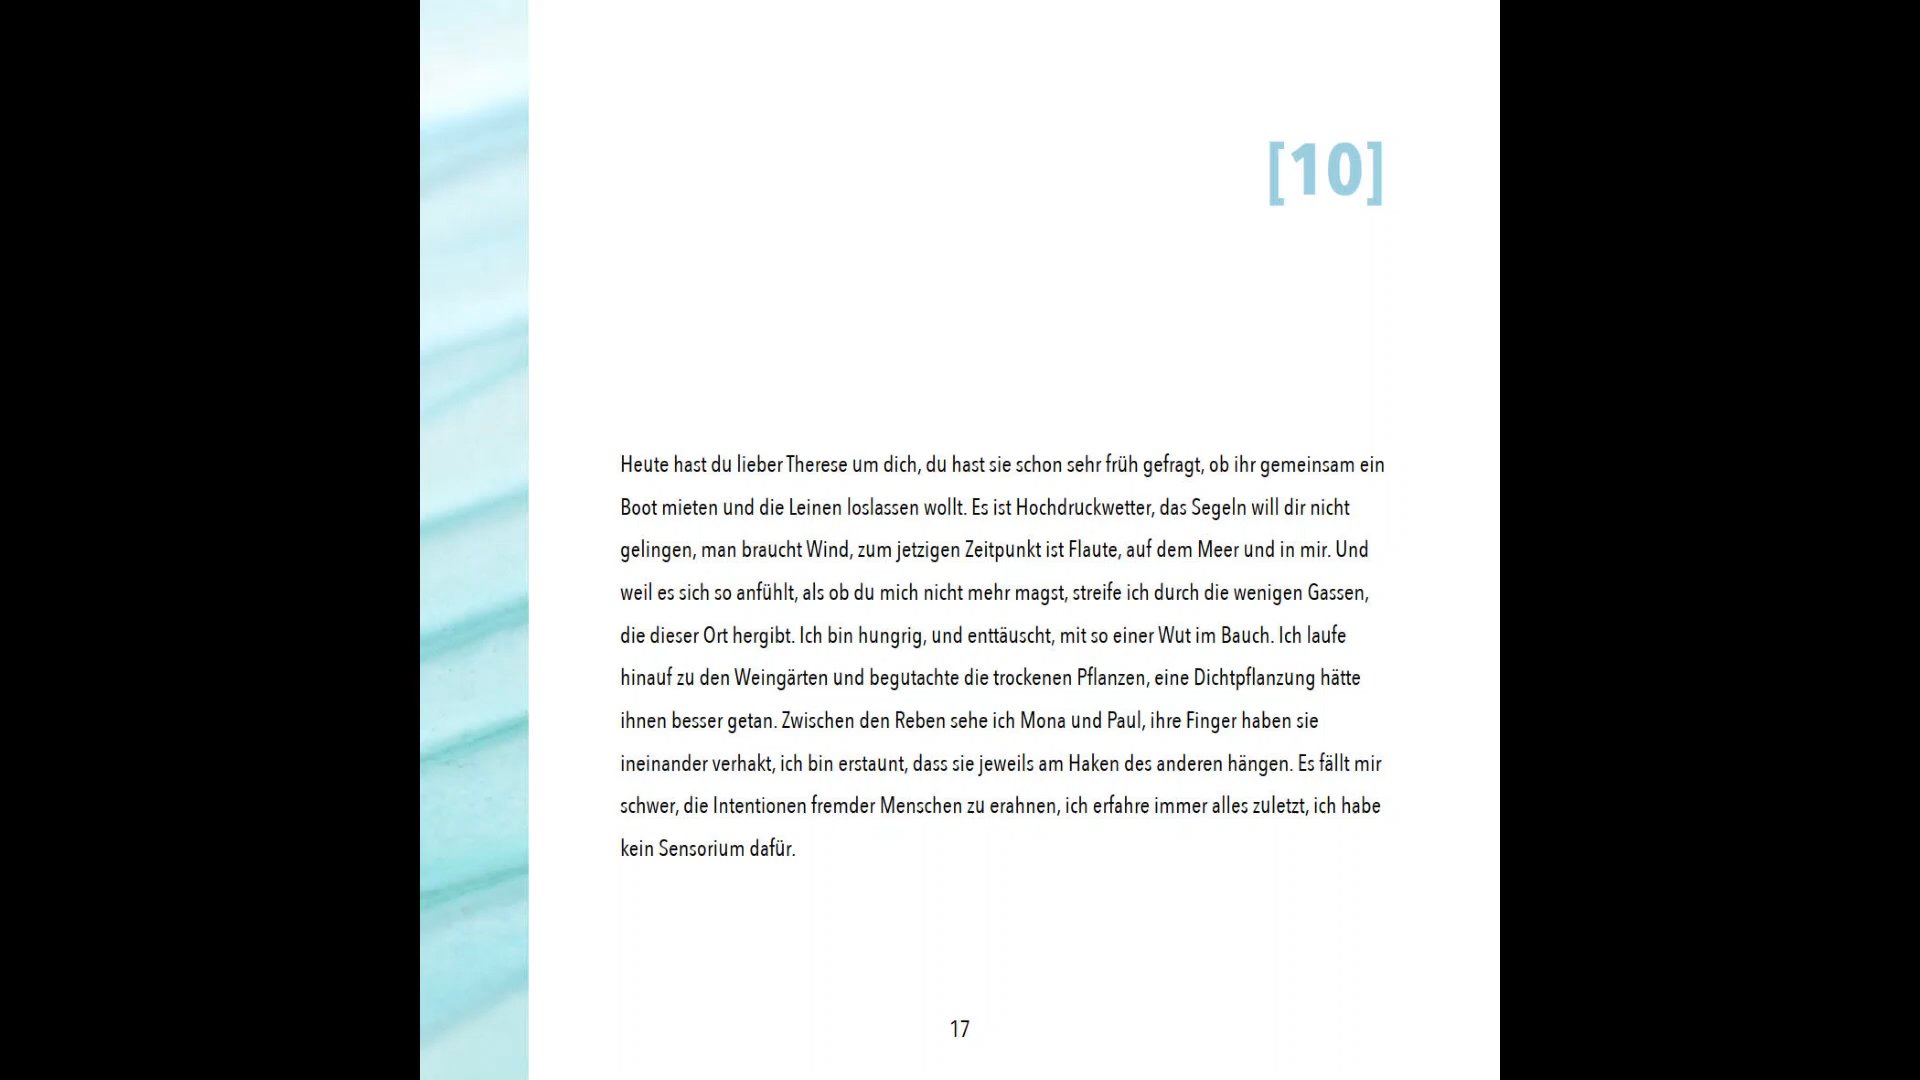 [10]
Heute hast du lieber Therese um dich, du hast sie schon sehr früh gefragt, ob ihr gemeinsam ein
Boot mieten und die Leinen loslassen wollt. Es ist Hochdruckwetter, das Segeln will dir nicht
gelingen, man braucht Wind, zum jetzigen Zeitpunkt ist Flaute, auf dem Meer und in mir. Und
weil es sich so anfühlt, als ob du mich nicht mehr magst, streife ich durch die wenigen Gassen,
die dieser Ort hergibt. Ich bin hungrig, und enttäuscht, mit so einer Wut im Bauch. Ich laufe
hinauf zu den Weingärten und begutachte die trockenen Pflanzen, eine Dichtpflanzung hätte
ihnen besser getan. Zwischen den Reben sehe ich Mona und Paul, ihre Finger haben sie
ineinander verhakt, ich bin erstaunt, dass sie jeweils am Haken des anderen hängen. Es fällt mir
schwer, die Intentionen fremder Menschen zu erahnen, ich erfahre immer alles zuletzt, ich habe
kein Sensorium dafür.
17